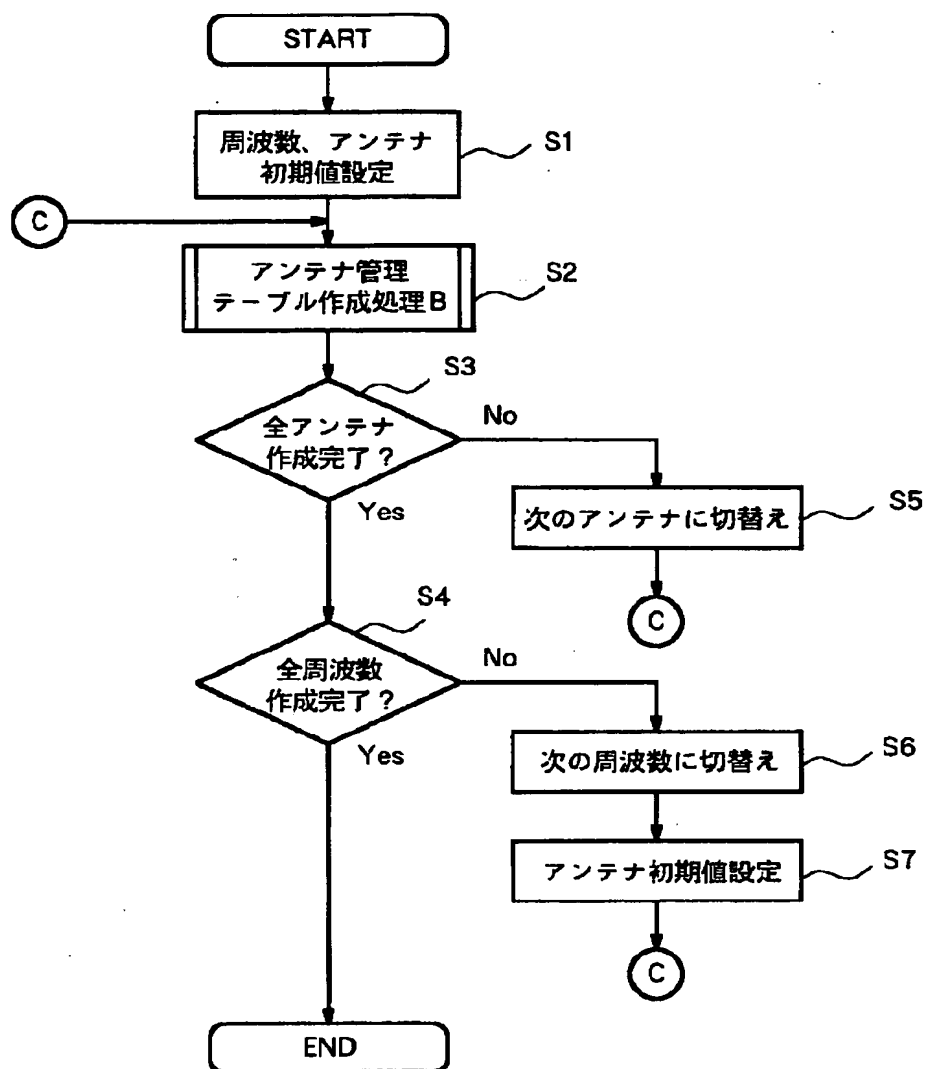 START
周波数、アンテナ
初期値設定
S1
C
アンテナ管理
テーブル作成処理B
S2
S3
全アンテナ
作成完了?
No
Yes
次のアンテナに切替え
S5
C
S4
全周波数
作成完了?
No
Yes
次の周波数に切替え
S6
アンテナ初期値設定
S7
C
END